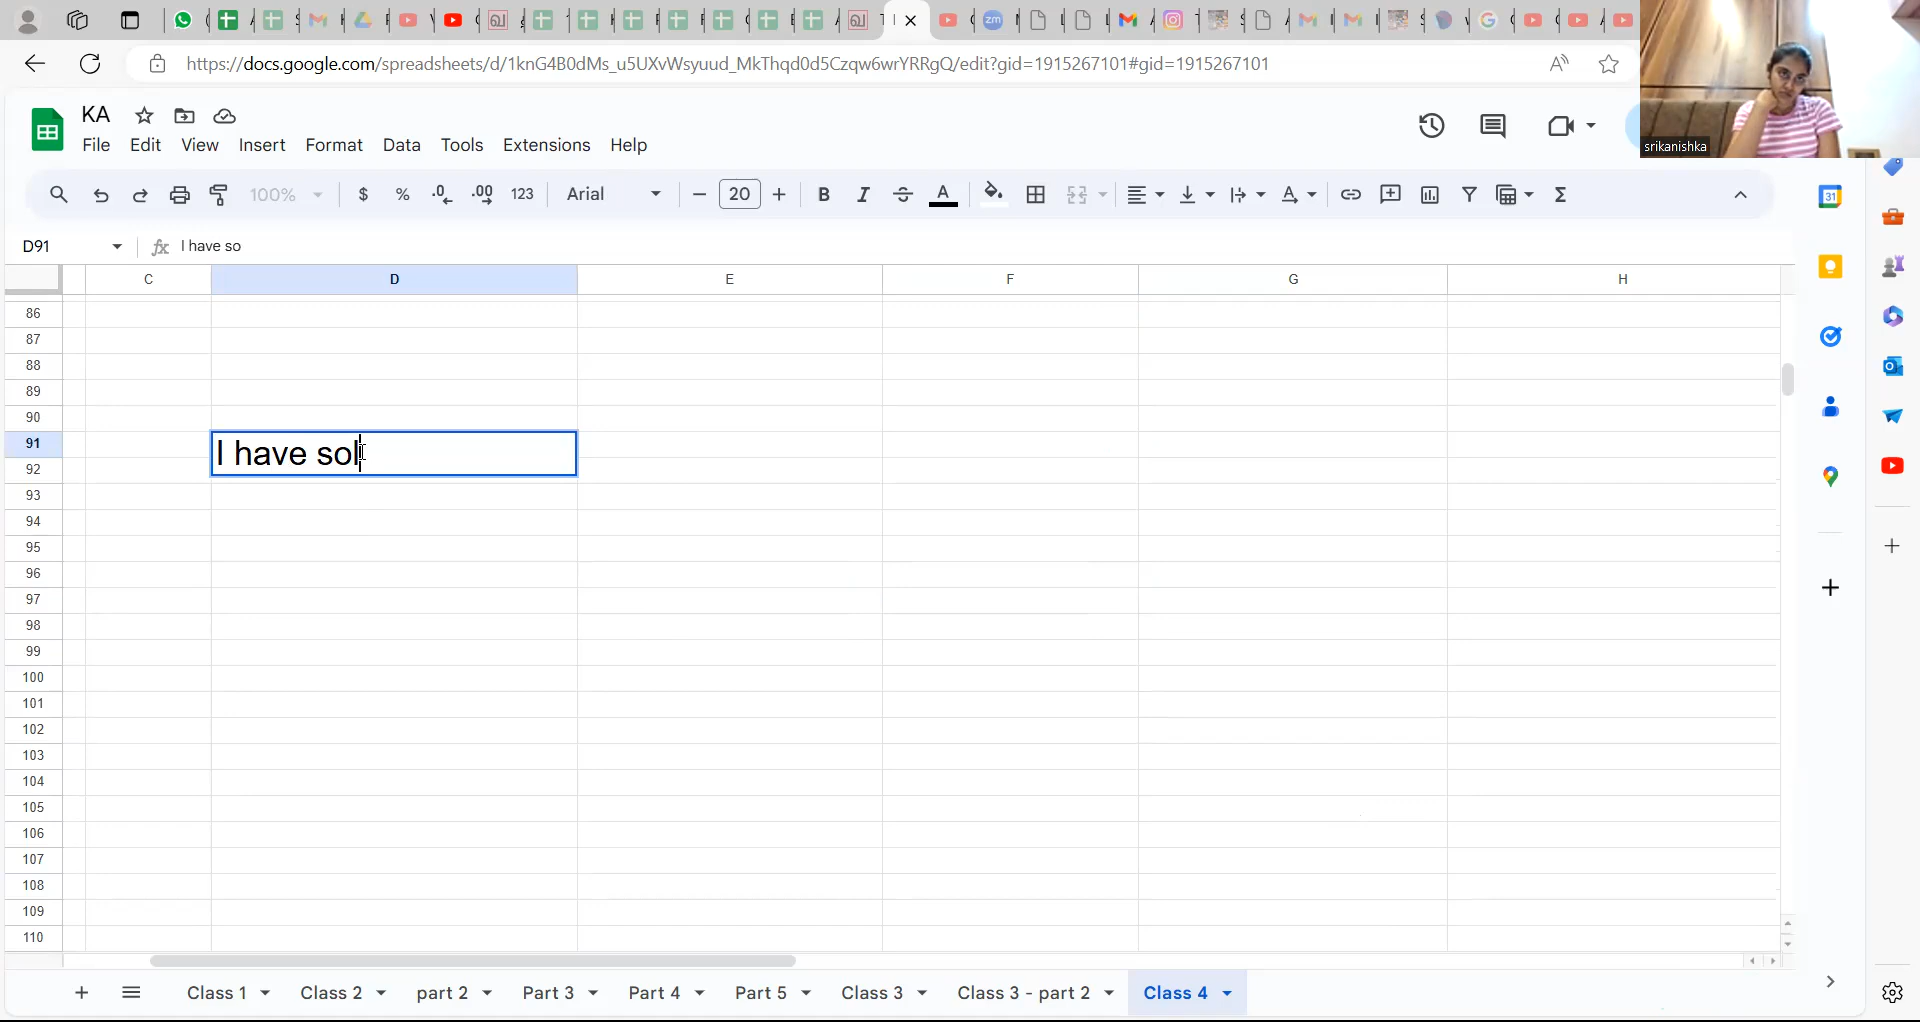 https://docs.google.com/spreadsheets/d/1knG4B0dMs_u5UXvWsyuud_MkThqd0d5Czqw6wrYRRgQ/edit?gid=1915267101#gid=1915267101
KA
File Edit View Insert Format Data Tools Extensions Help
srikanishka
100% $ % .0 .00 123 Arial 20 B I S A
D91 fx I have so
C D E F G H
86
87
88
89
90
91 I have sol
92
93
94
95
96
97
98
99
100
101
102
103
104
105
106
107
108
109
110
Class 1 Class 2 part 2 Part 3 Part 4 Part 5 Class 3 Class 3 - part 2 Class 4